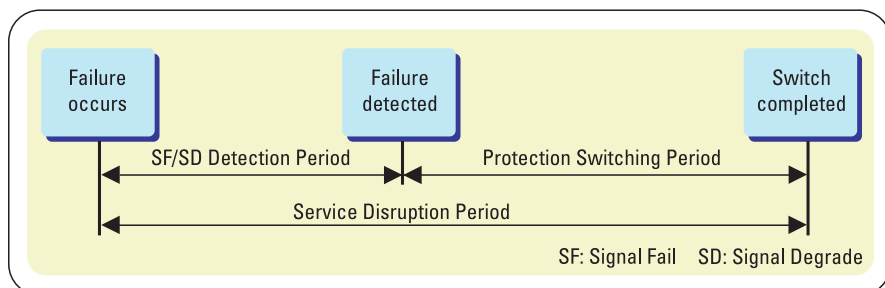 Failure
occurs
Failure
detected
Switch
completed
SF/SD Detection Period
Protection Switching Period
Service Disruption Period
SF: Signal Fail SD: Signal Degrade